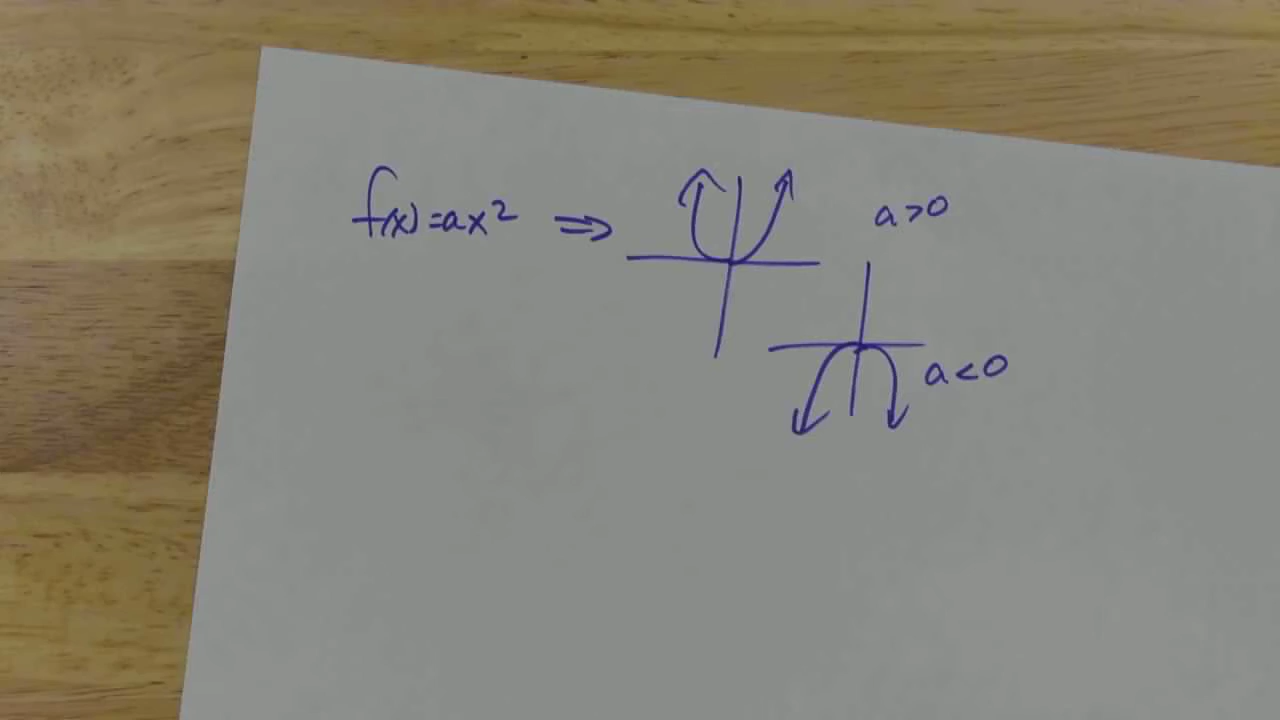 f(x)=ax² ⇒ a>0
a<0